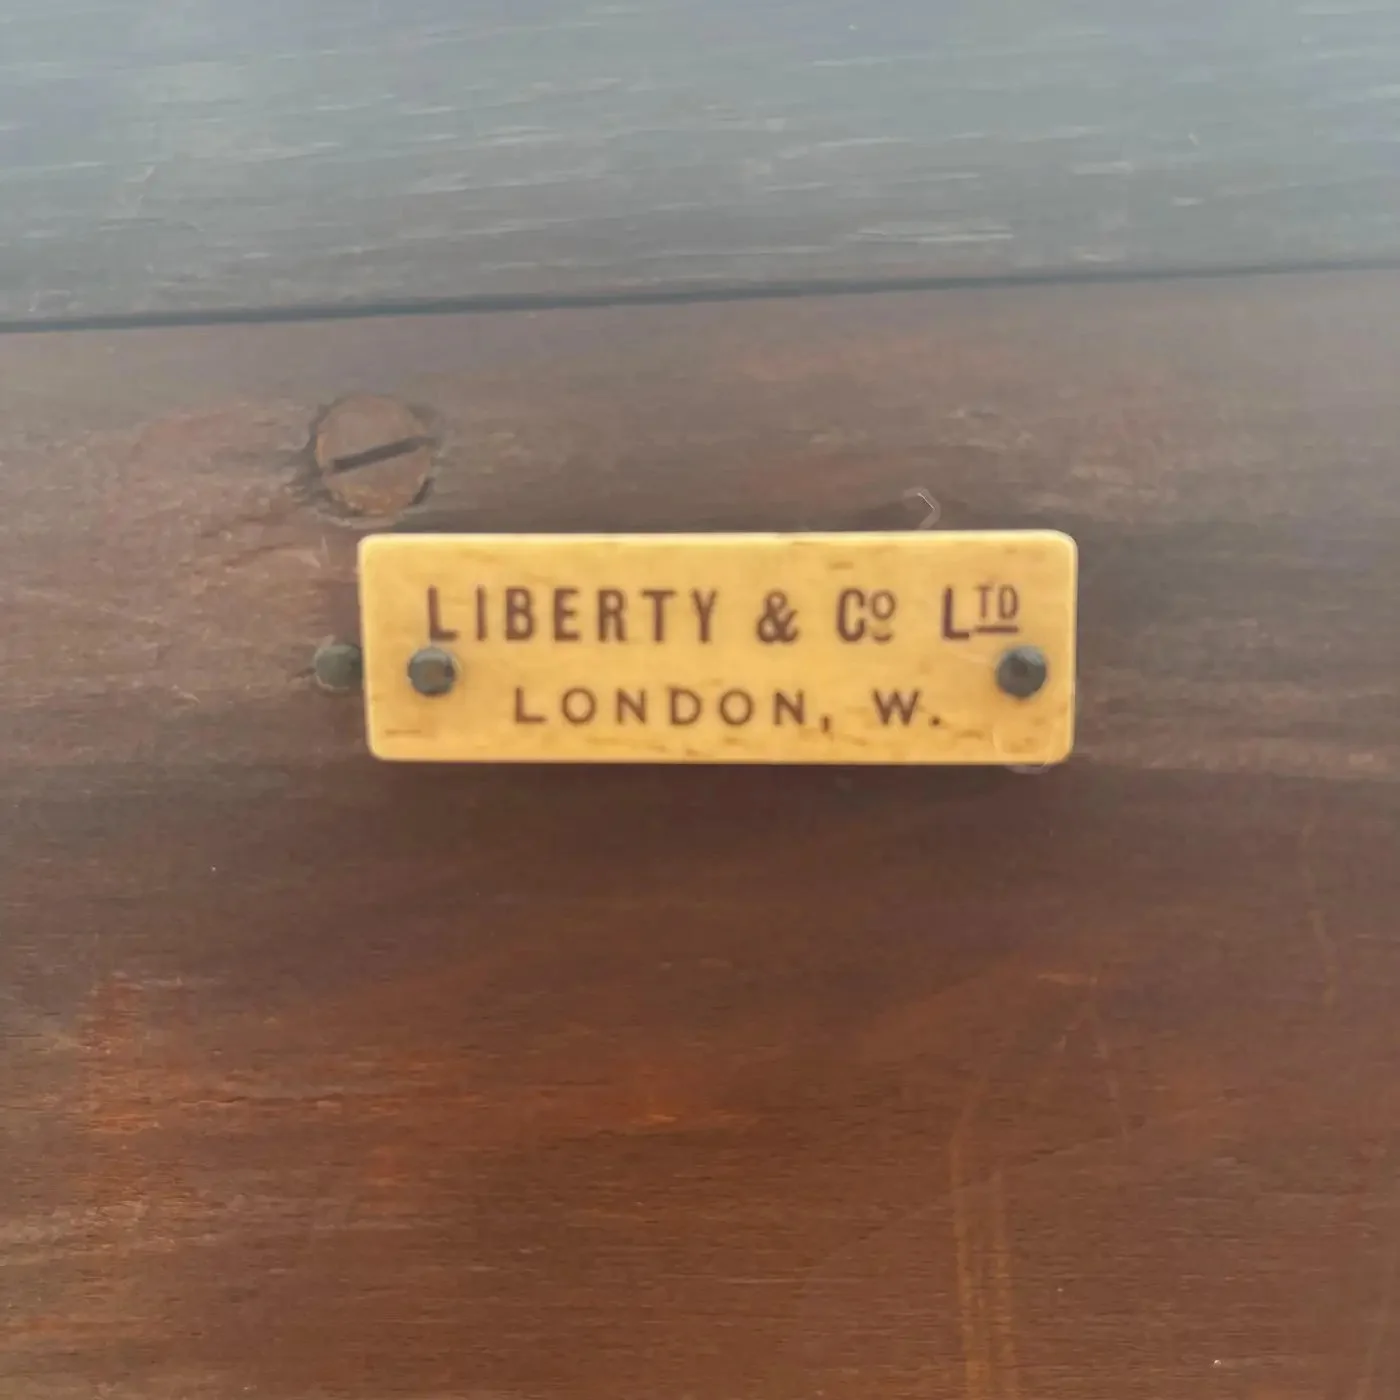 LIBERTY & Cº LTD
LONDON, W.